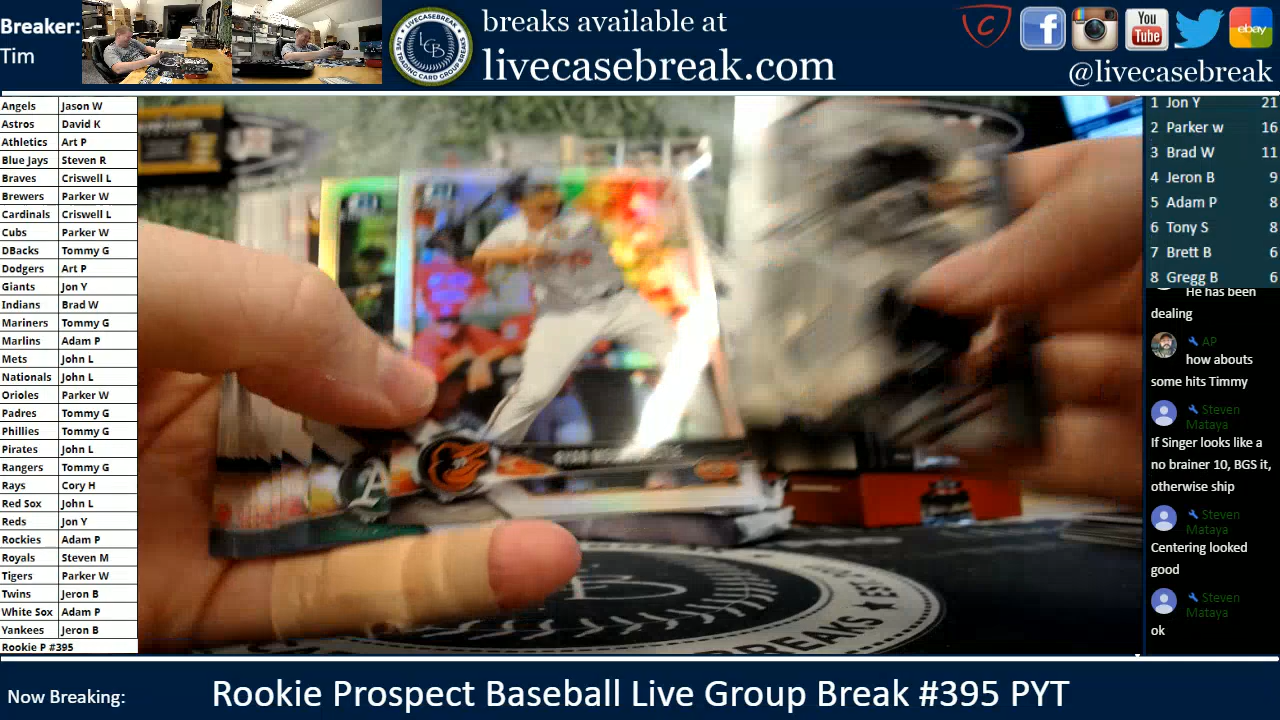 Breaker:
Tim
breaks available at
livecasebreak.com
LIVECASEBREAK
LCB
You
Tube
ebay
@livecasebreak
Angels Jason W
Astros David K
Athletics Art P
Blue Jays Steven R
Braves Criswell L
Brewers Parker W
Cardinals Criswell L
Cubs Parker W
DBacks Tommy G
Dodgers Art P
Giants Jon Y
Indians Brad W
Mariners Tommy G
Marlins Adam P
Mets John L
Nationals John L
Orioles Parker W
Padres Tommy G
Phillies Tommy G
Pirates John L
Rangers Tommy G
Rays Cory H
Red Sox John L
Reds Jon Y
Rockies Adam P
Royals Steven M
Tigers Parker W
Twins Jeron B
White Sox Adam P
Yankees Jeron B
Rookie P #395
1 Jon Y 21
2 Parker w 16
3 Brad W 11
4 Jeron B 9
5 Adam P 8
6 Tony S 8
7 Brett B 6
8 Gregg B 6
He has been
dealing
AP
how abouts
some hits Timmy
Steven
Mataya
If Singer looks like a
no brainer 10, BGS it,
otherwise ship
Steven
Mataya
Centering looked
good
Steven
Mataya
ok
BREAKS
Now Breaking:
Rookie Prospect Baseball Live Group Break #395 PYT